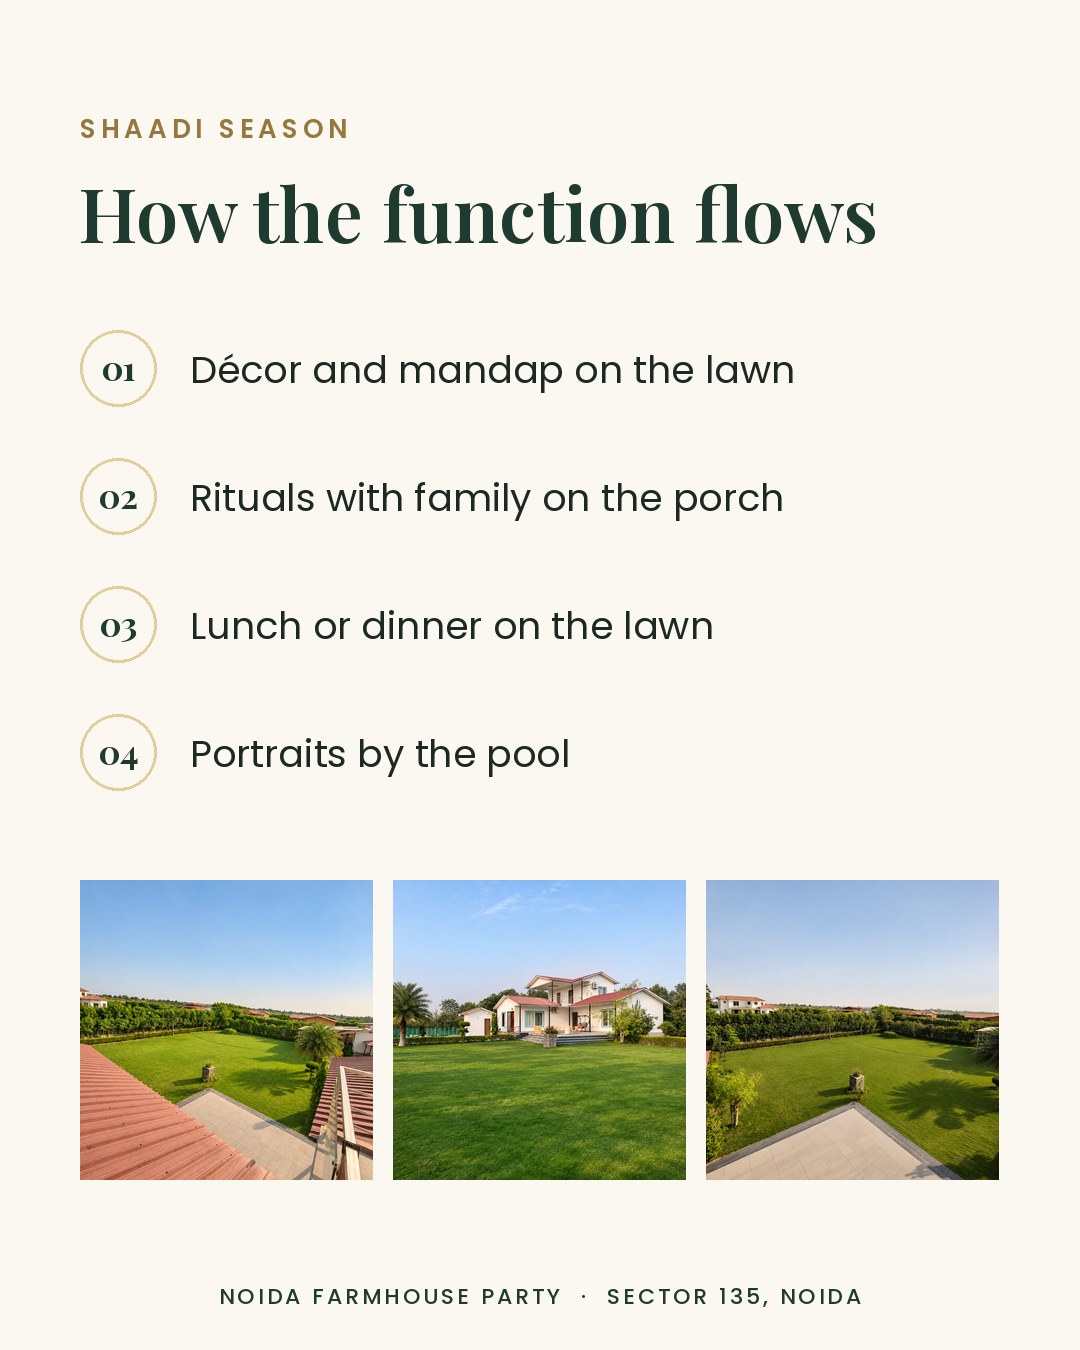 SHAADI SEASON
How the function flows
01 Décor and mandap on the lawn
02 Rituals with family on the porch
03 Lunch or dinner on the lawn
04 Portraits by the pool
NOIDA FARMHOUSE PARTY · SECTOR 135, NOIDA